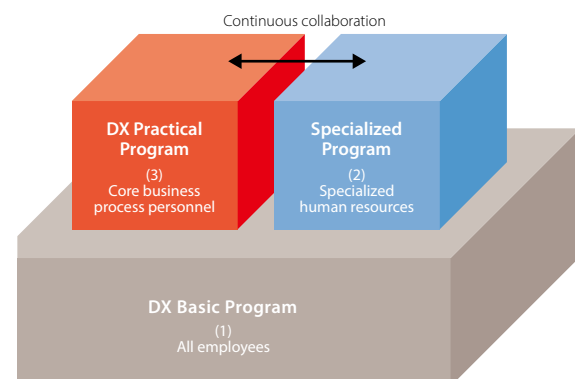 Continuous collaboration
DX Practical
Program
(3)
Core business
process personnel
Specialized
Program
(2)
Specialized
human resources
DX Basic Program
(1)
All employees